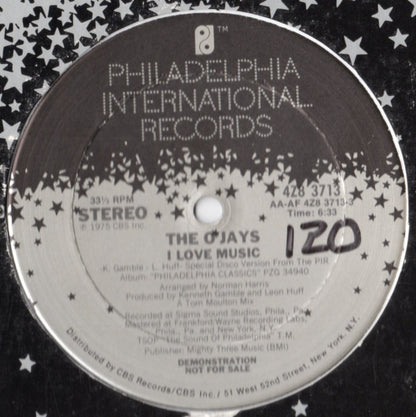 TM
PHILADELPHIA
INTERNATIONAL
RECORDS
33⅓ RPM
STEREO
℗ 1975 CBS Inc.
4Z8 3713
AA-AF 4Z8 3713-3
Time: 6:33
120
THE O'JAYS
I LOVE MUSIC
-K. Gamble - L. Huff- Special Disco Version From The PIR
Album: "PHILADELPHIA CLASSICS" PZG 34940
Arranged by Norman Harris
Produced by Kenneth Gamble and Leon Huff
A Tom Moulton Mix
Recorded at Sigma Sound Studios, Phila., Pa.
Mastered at Frankford/Wayne Recording Labs,
Phila., Pa. and New York, N.Y.
TSOP "The Sound Of Philadelphia" T.M.
Publisher: Mighty Three Music (BMI)
DEMONSTRATION
NOT FOR SALE
Distributed by CBS Records/CBS Inc. / 51 West 52nd Street, New York, N.Y.